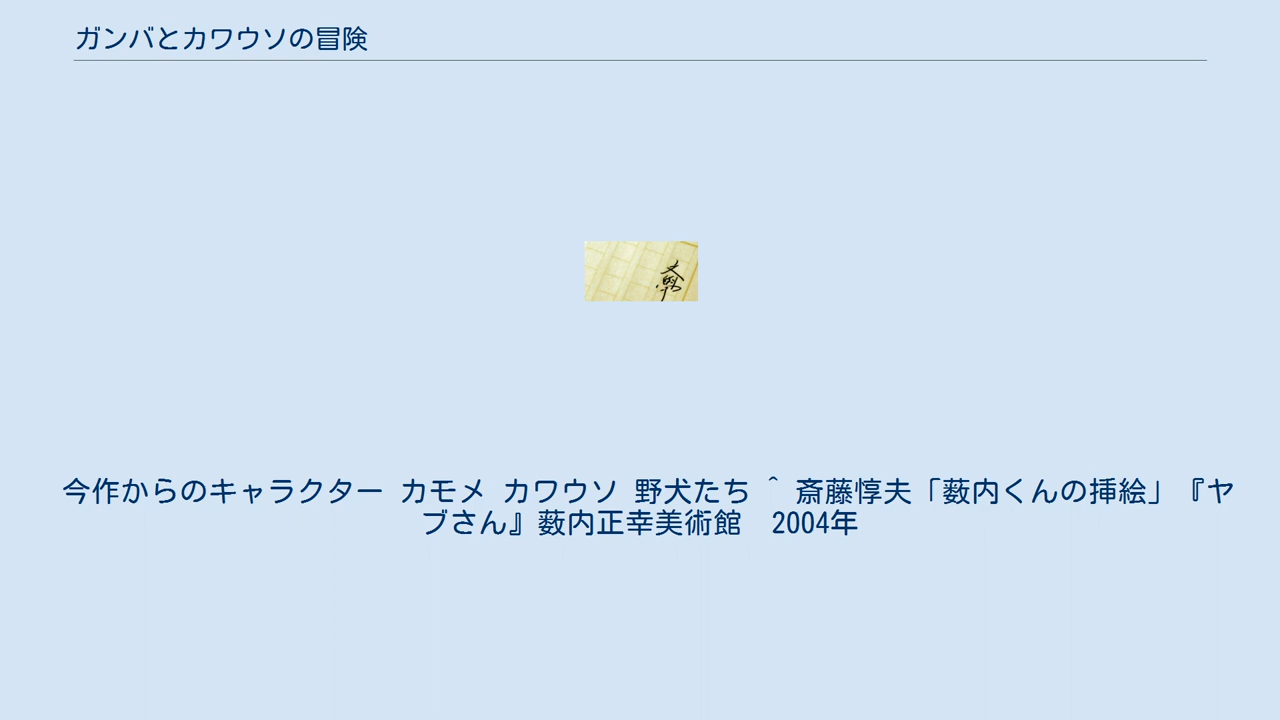 ガンバとカワウソの冒険
今作からのキャラクター カモメ カワウソ 野犬たち ^ 斎藤惇夫「薮内くんの挿絵」『ヤ
ブさん』薮内正幸美術館　2004年